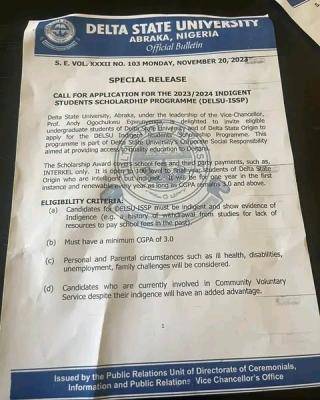 DELTA STATE UNIVERSITY
ABRAKA, NIGERIA
Official Bulletin
S. E. VOL. XXXII NO. 103 MONDAY, NOVEMBER 20, 2023
SPECIAL RELEASE
CALL FOR APPLICATION FOR THE 2023/2024 INDIGENT
STUDENTS SCHOLARDHIP PROGRAMME (DELSU-ISSP)
Delta State University, Abraka, under the leadership of the Vice-Chancellor,
Prof. Andy Ogochukwu Egwunyenga is delighted to invite eligible
undergraduate students of Delta State University and of Delta State Origin to
apply for the DELSU Indigent Students Scholarship Programme. This
programme is part of Delta State University's Corporate Social Responsibility
aimed at providing access to quality education to Deltans.
The Scholarship Award covers school fees and third party payments, such as,
INTERKEL only. It is open to 100 level to final year students of Delta State
Origin who are intelligent but indigent. It will be for one year in the first
instance and renewable every year as long as CGPA remains 3.0 and above.
ELIGIBILITY CRITERIA:
(a) Candidates for DELSU-ISSP must be indigent and show evidence of
Indigence (e.g. history of withdrawal from studies for lack of
resources to pay school fees in the past)
(b) Must have a minimum CGPA of 3.0
(c) Personal and Parental circumstances such as ill health, disabilities,
unemployment, family challenges will be considered.
(d) Candidates who are currently involved in Community Voluntary
Service despite their indigence will have an added advantage.
1
Issued by the Public Relations Unit of Directorate of Ceremonials,
Information and Public Relations, Vice Chancellor's Office